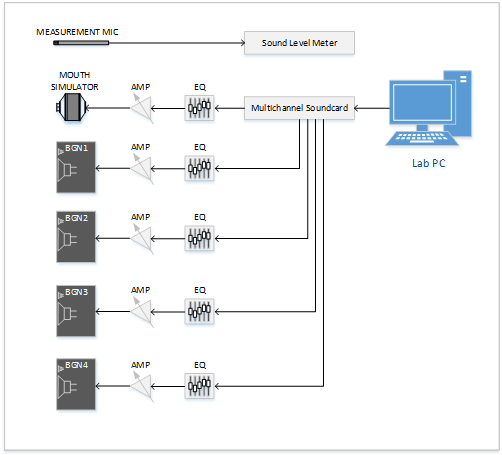 MEASUREMENT MIC
Sound Level Meter
MOUTH
SIMULATOR
AMP
EQ
Multichannel Soundcard
Lab PC
BGN1
AMP
EQ
BGN2
AMP
EQ
BGN3
AMP
EQ
BGN4
AMP
EQ